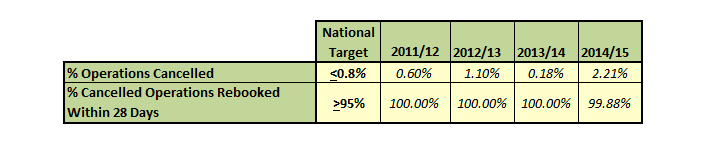 National
Target 2011/12 2012/13 2013/14 2014/15
% Operations Cancelled ≤0.8% 0.60% 1.10% 0.18% 2.21%
% Cancelled Operations Rebooked
Within 28 Days ≥95% 100.00% 100.00% 100.00% 99.88%